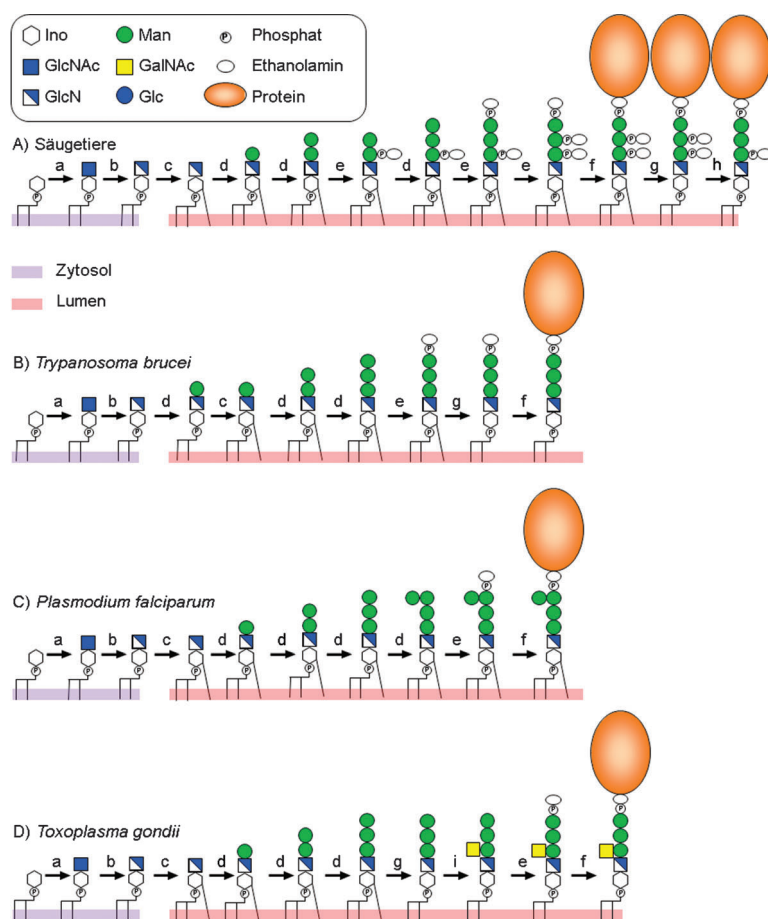 Ino Man P Phosphat
GlcNAc GalNAc Ethanolamin
GlcN Glc Protein
A) Säugetiere
a b c d d e d e e f g h
P P P P P P P P P P P P P P P P P P P P P P P P P P P
Zytosol
Lumen
B) Trypanosoma brucei
a b d c d d e g f
P P P P P P P P P P P P P
C) Plasmodium falciparum
a b c d d d d e f
P P P P P P P P P P P P
D) Toxoplasma gondii
a b c d d d g i e f
P P P P P P P P P P P P P